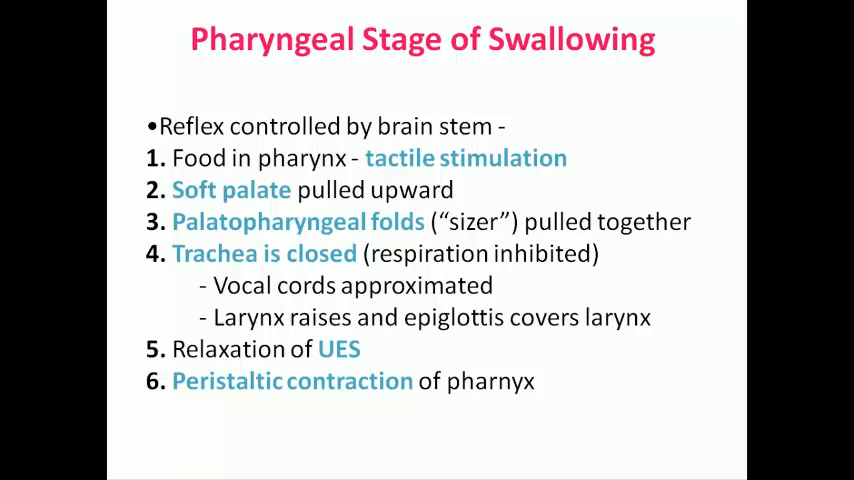 Pharyngeal Stage of Swallowing
•Reflex controlled by brain stem -
1. Food in pharynx - tactile stimulation
2. Soft palate pulled upward
3. Palatopharyngeal folds (“sizer”) pulled together
4. Trachea is closed (respiration inhibited)
- Vocal cords approximated
- Larynx raises and epiglottis covers larynx
5. Relaxation of UES
6. Peristaltic contraction of pharnyx